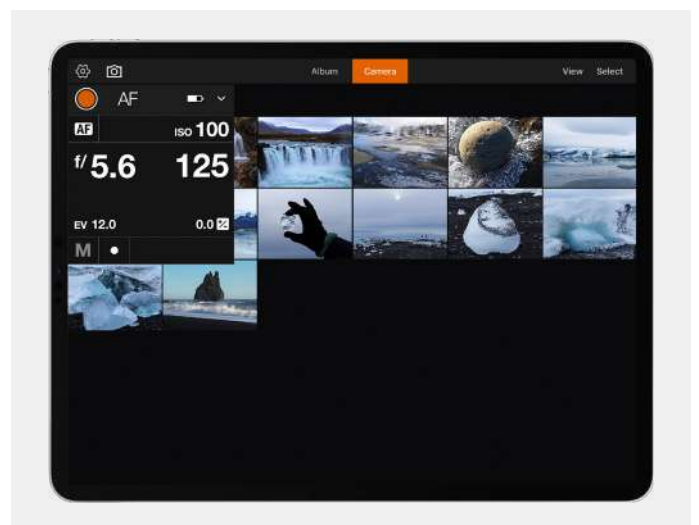 Album Camera View Select
AF
AF ISO 100
f/5.6 125
EV 12.0 0.0
M